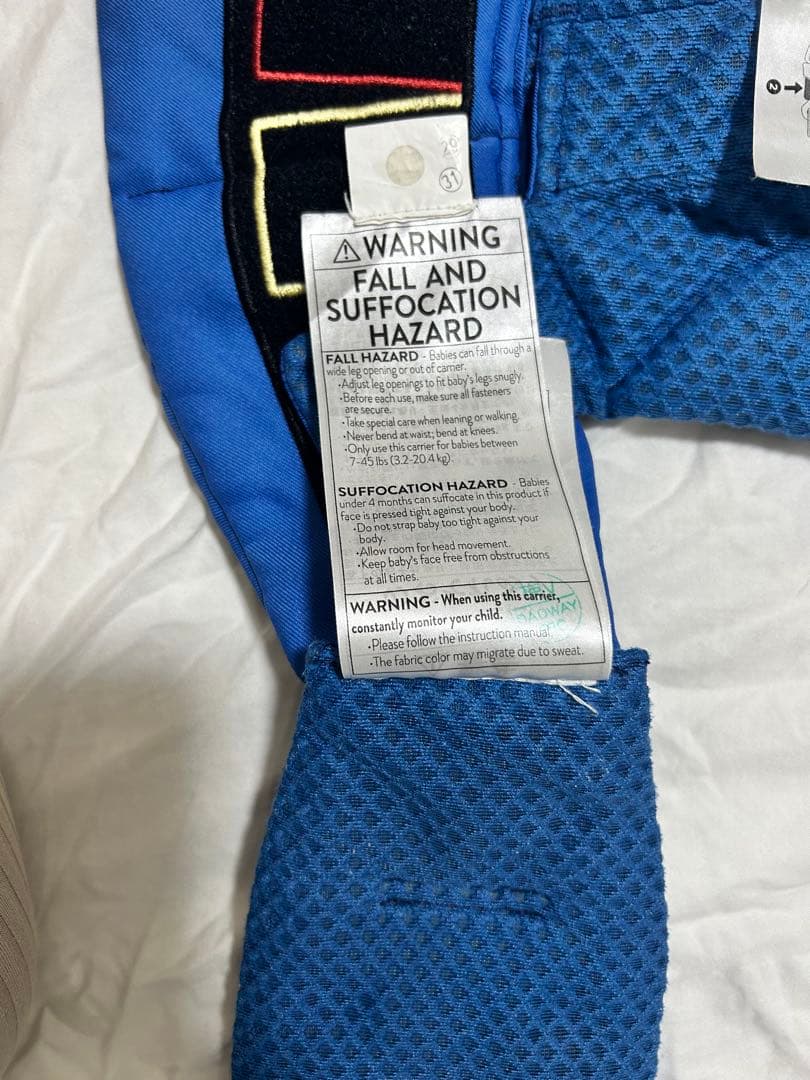 29
31
②
WARNING
FALL AND
SUFFOCATION
HAZARD
FALL HAZARD - Babies can fall through a
wide leg opening or out of carrier.
•Adjust leg openings to fit baby's legs snugly.
•Before each use, make sure all fasteners
are secure.
•Take special care when leaning or walking.
•Never bend at waist; bend at knees.
•Only use this carrier for babies between
7-45 lbs (3.2-20.4 kg).
SUFFOCATION HAZARD - Babies
under 4 months can suffocate in this product if
face is pressed tight against your body.
•Do not strap baby too tight against your
body.
•Allow room for head movement.
•Keep baby's face free from obstructions
at all times.
WARNING - When using this carrier,
constantly monitor your child.
•Please follow the instruction manual.
•The fabric color may migrate due to sweat.